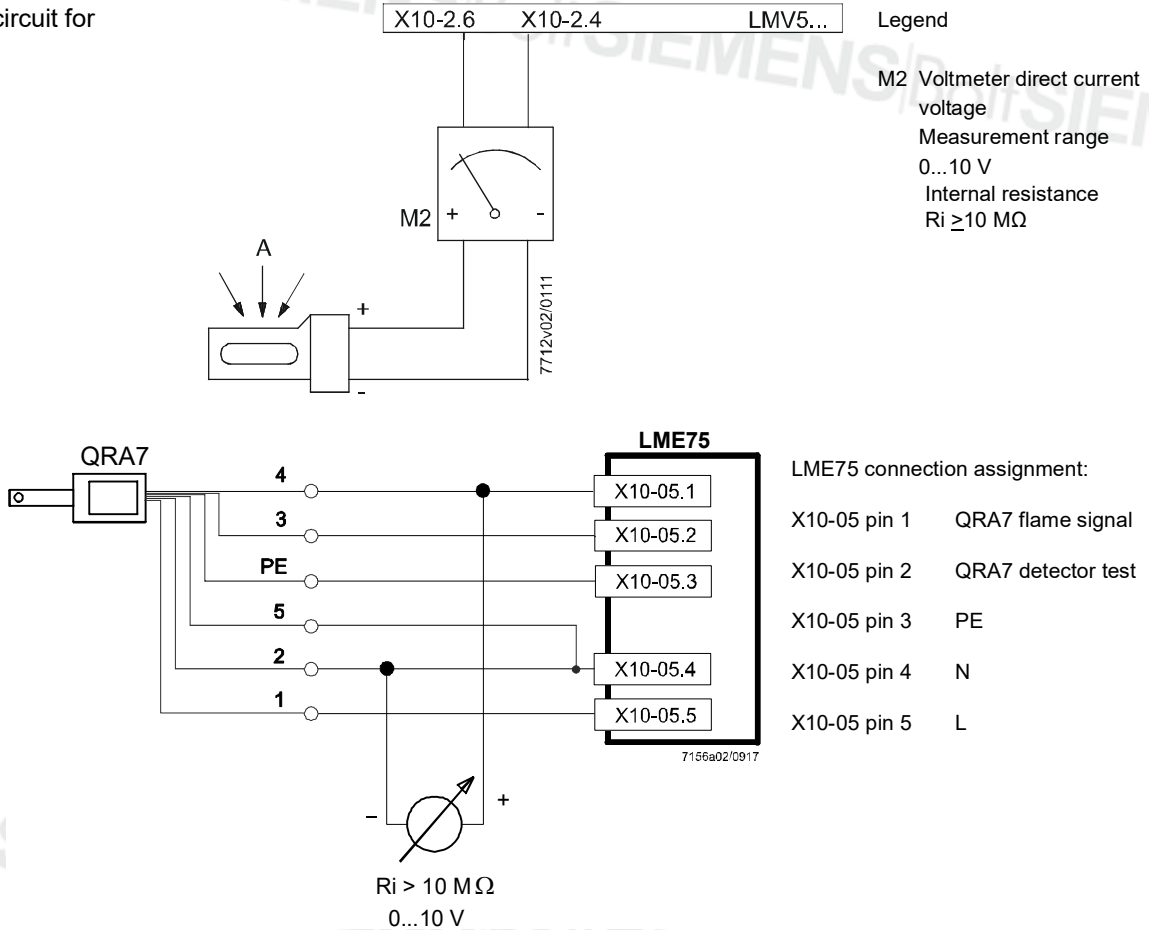 circuit for
X10-2.6 X10-2.4 LMV5...
Legend
M2 Voltmeter direct current
voltage
Measurement range
0...10 V
Internal resistance
Ri ≥10 MΩ
M2 + -
A
+
-
7712v02/0111
SIEMENS
QRA7
4
3
PE
5
2
1
LME75
X10-05.1
X10-05.2
X10-05.3
X10-05.4
X10-05.5
7156a02/0917
LME75 connection assignment:
X10-05 pin 1 QRA7 flame signal
X10-05 pin 2 QRA7 detector test
X10-05 pin 3 PE
X10-05 pin 4 N
X10-05 pin 5 L
– +
Ri > 10 MΩ
0...10 V